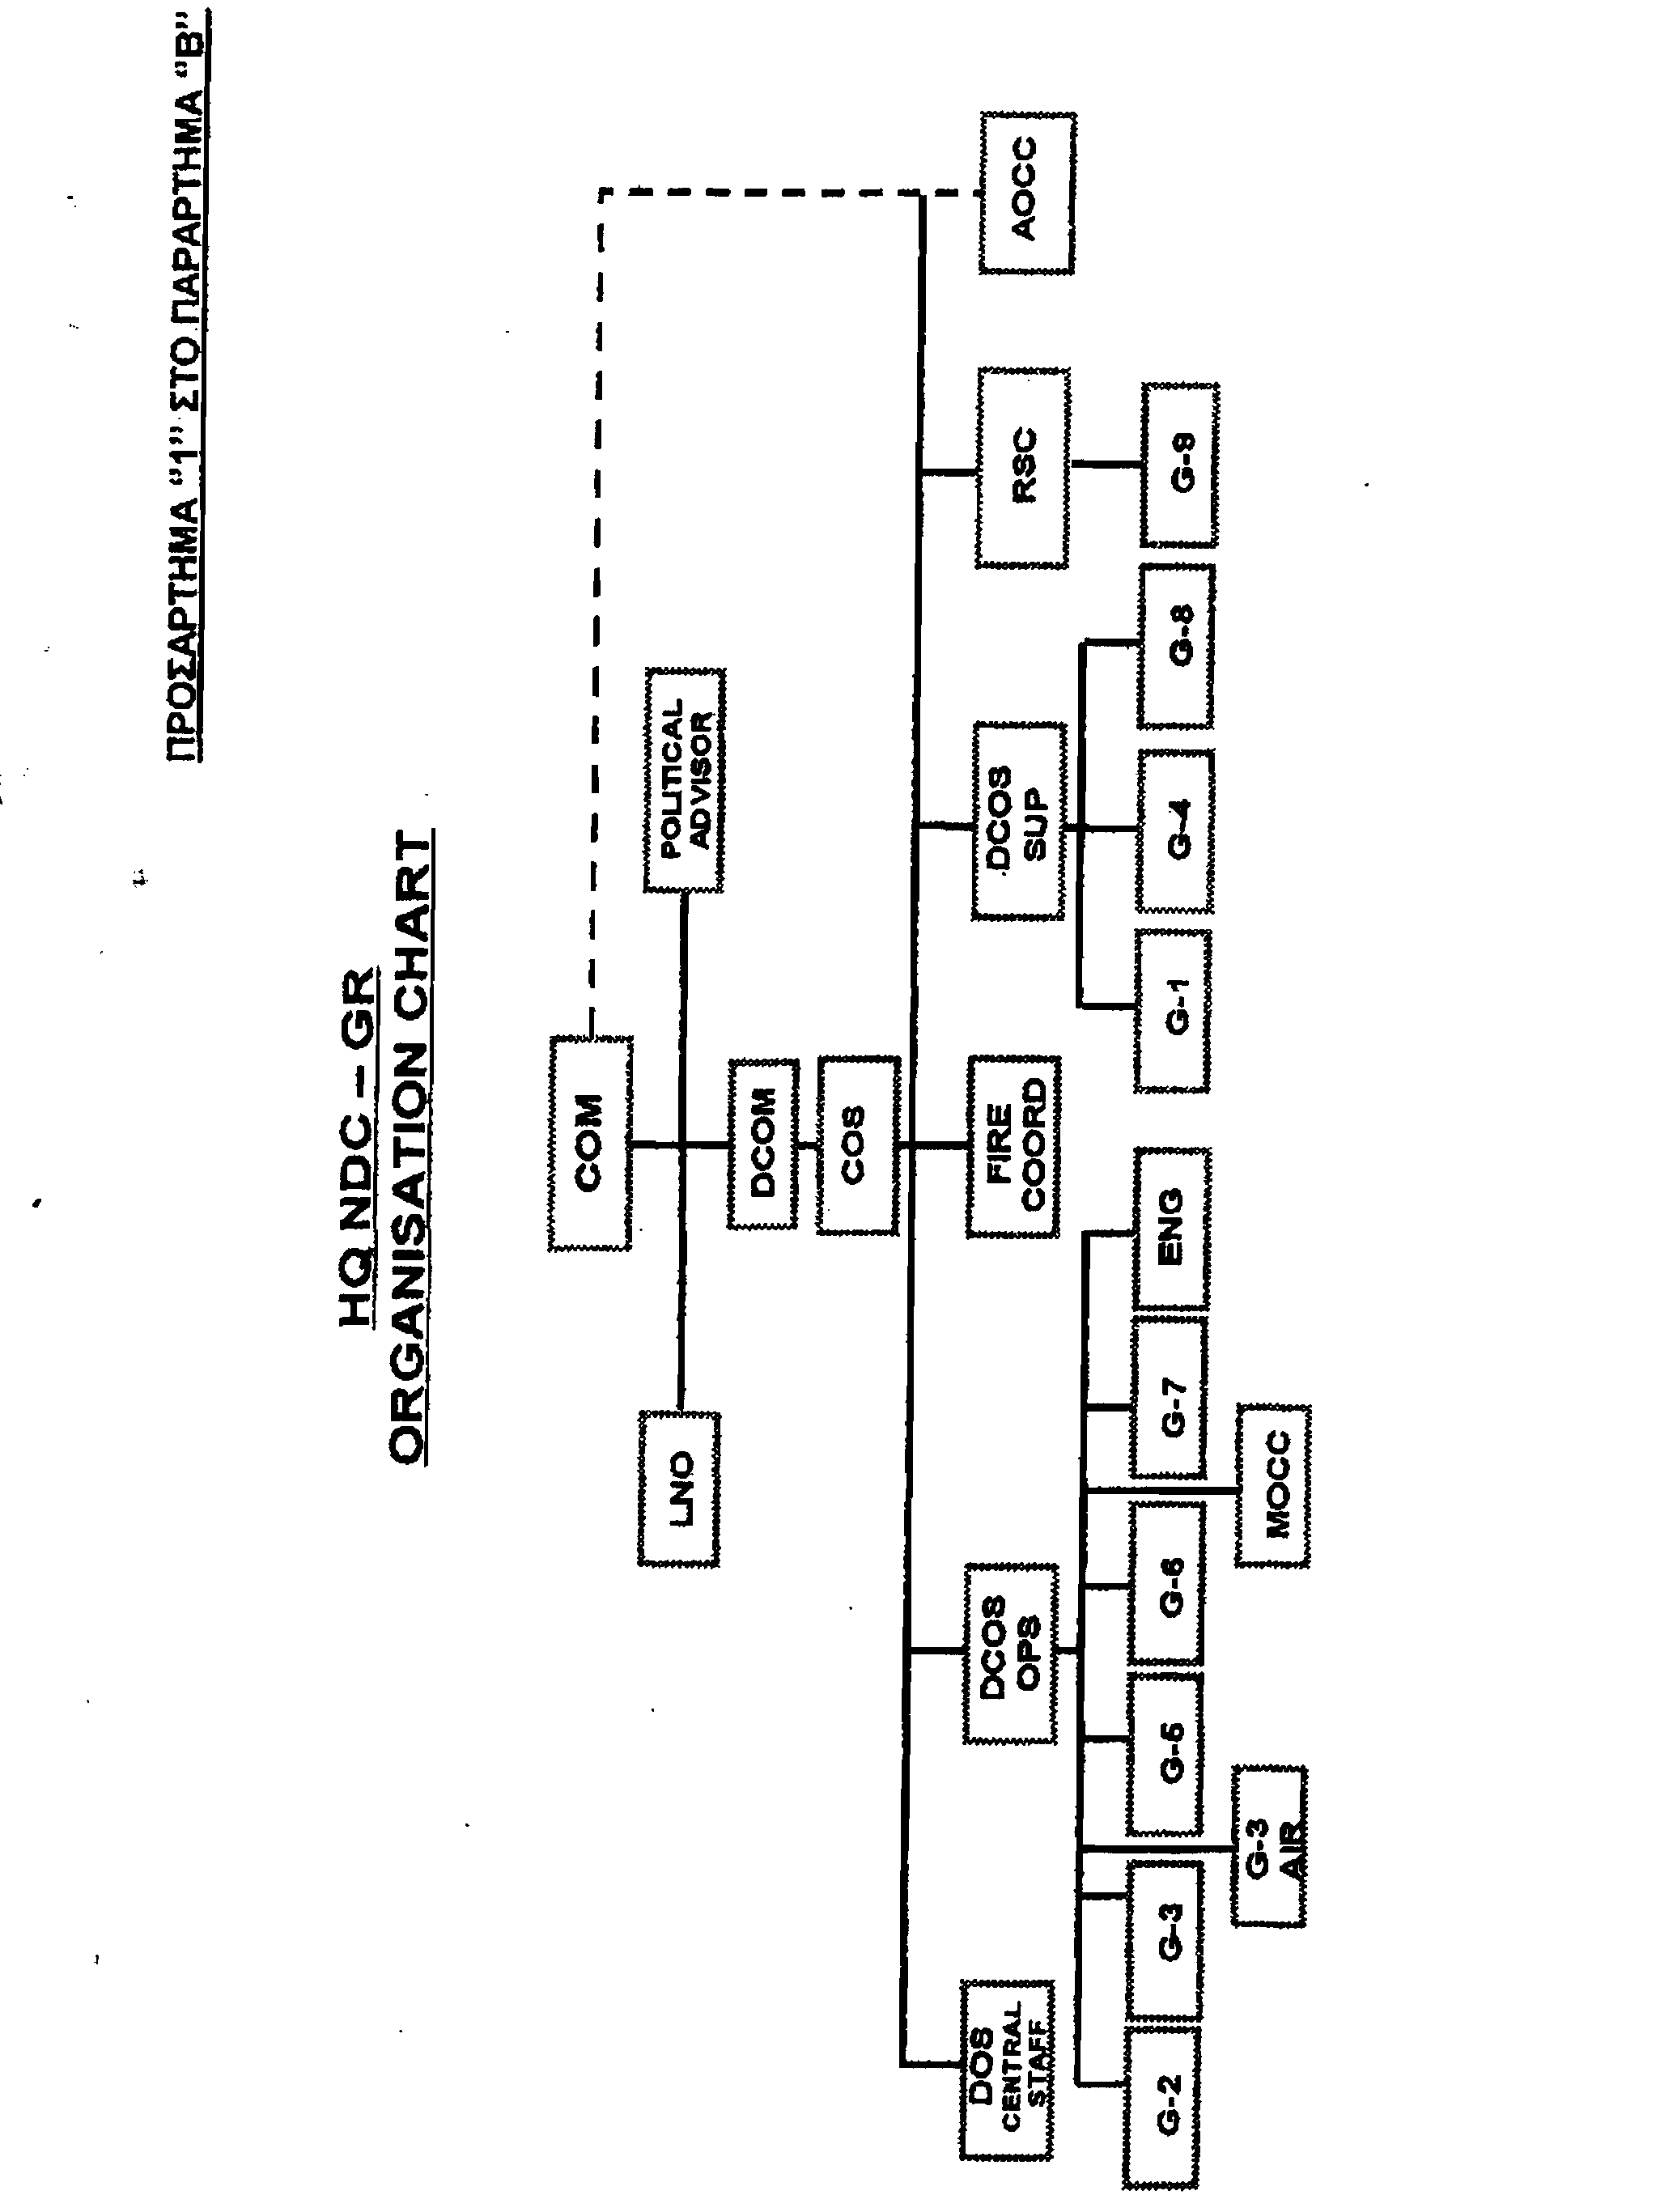 ΠΡΟΣΑΡΤΗΜΑ “1” ΣΤΟ ΠΑΡΑΡΤΗΜΑ “Β”
HQ NDC – GR
ORGANISATION CHART
COM
LNO
POLITICAL
ADVISOR
DCOM
COS
DOS
CENTRAL
STAFF
DCOS
OPS
FIRE
COORD
DCOS
SUP
RSC
AOCC
G-2
G-3
G-5
G-6
G-7
ENG
G-1
G-4
G-8
G-9
G-3
AIR
MOCC